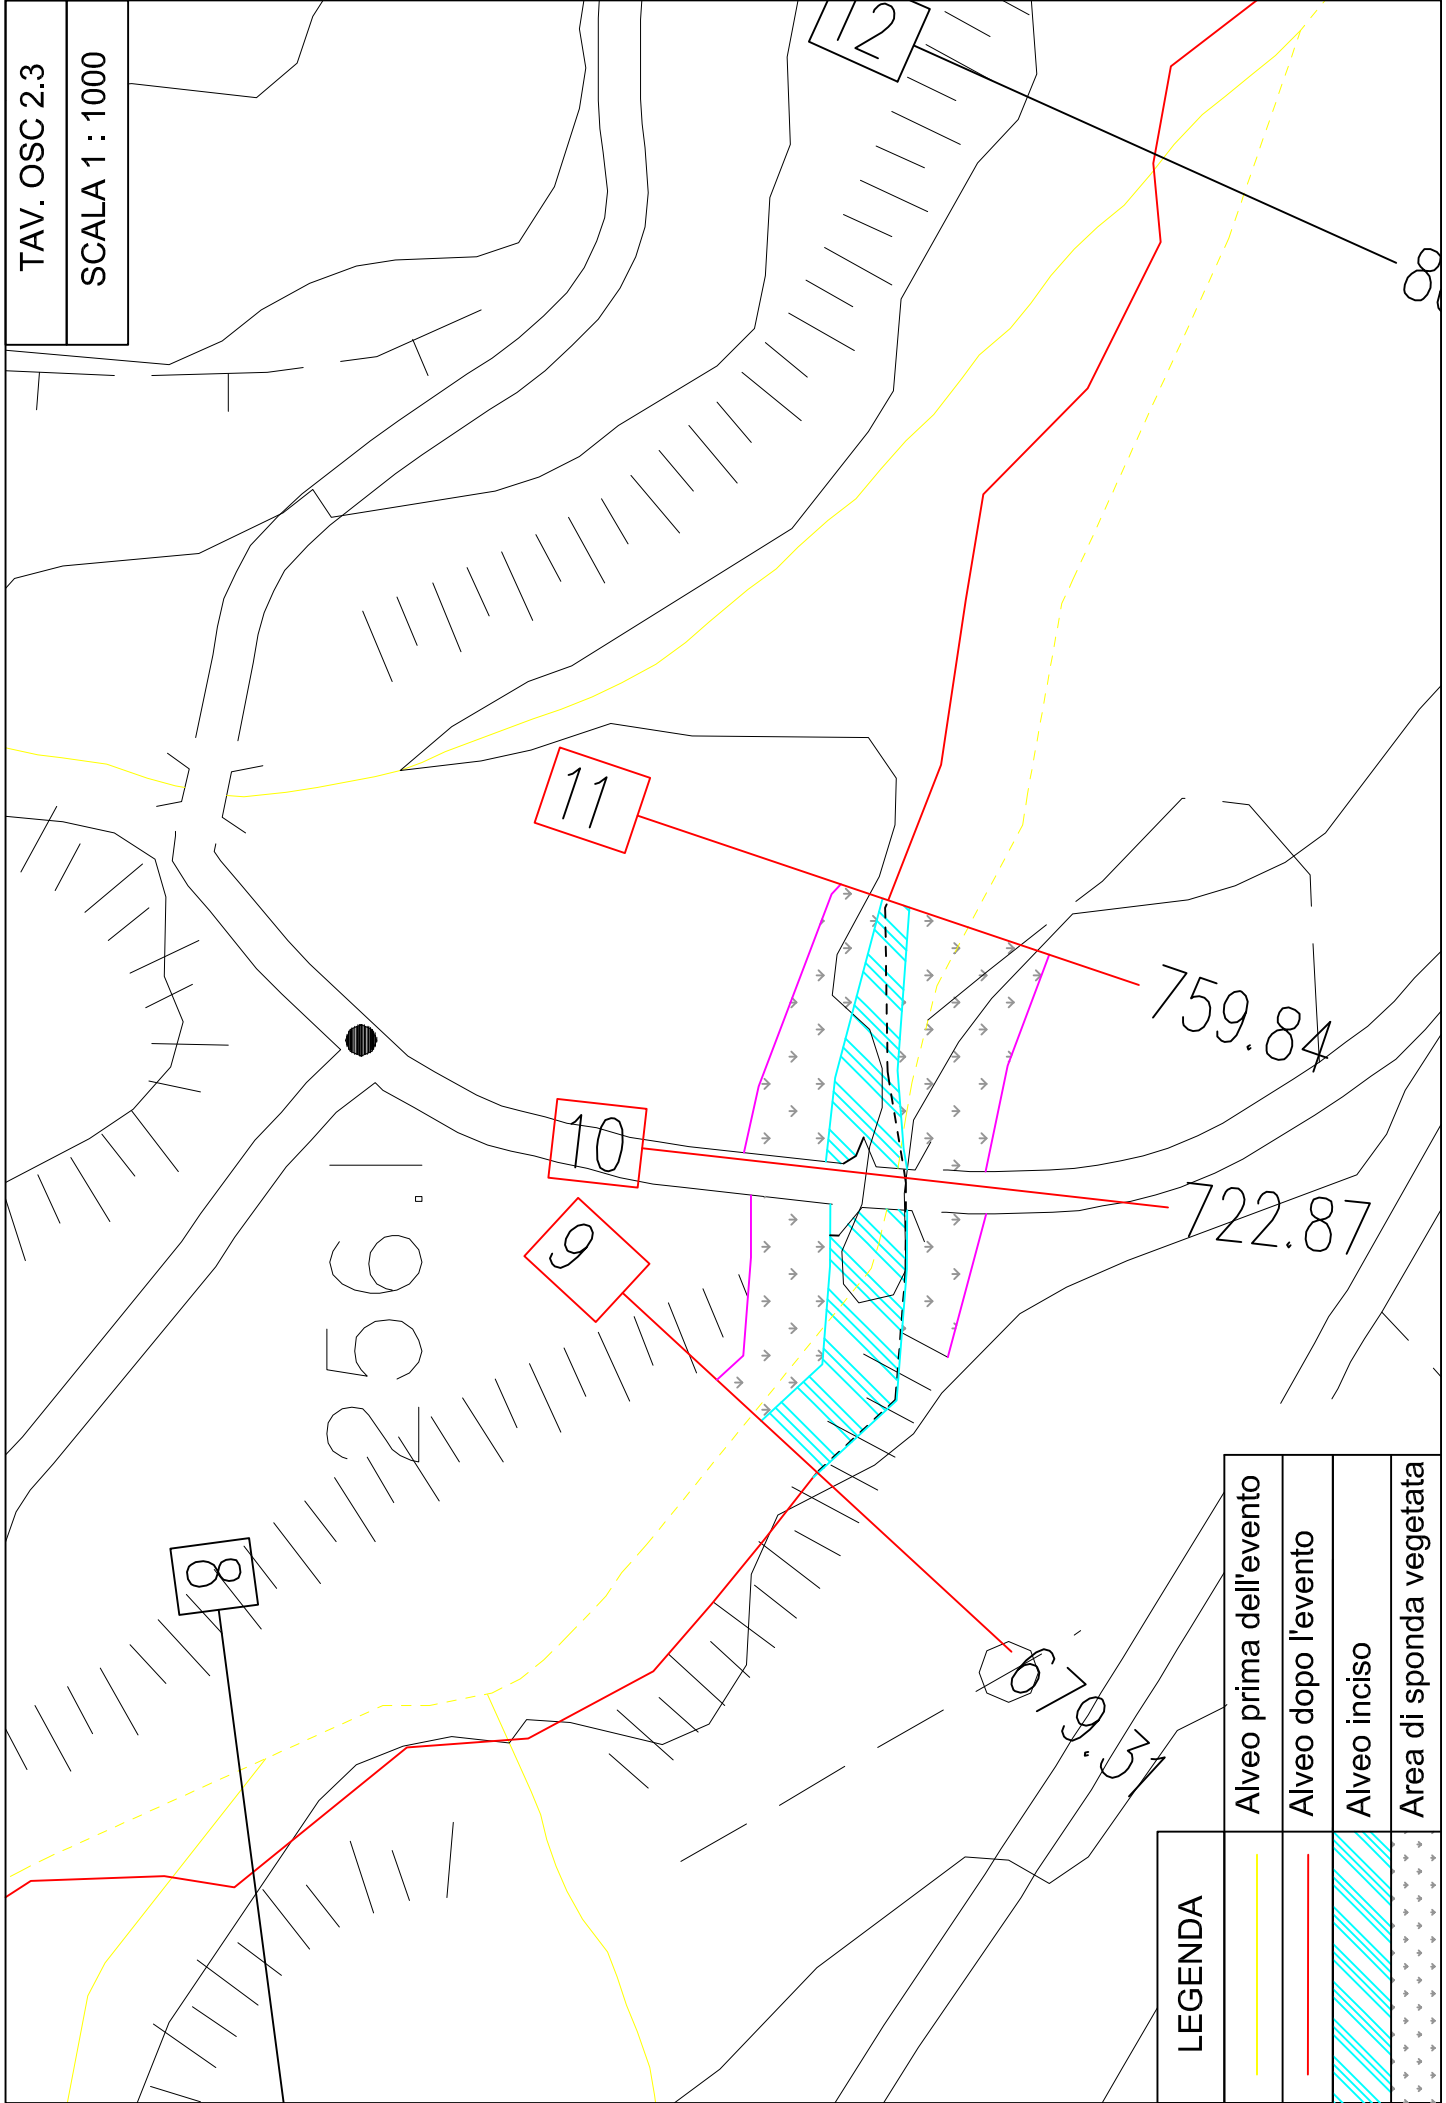 TAV. OSC 2.3
SCALA 1 : 1000
12
11
10
9
8
759.84
722.87
679.31
256.1
LEGENDA
Alveo prima dell'evento
Alveo dopo l'evento
Alveo inciso
Area di sponda vegetata